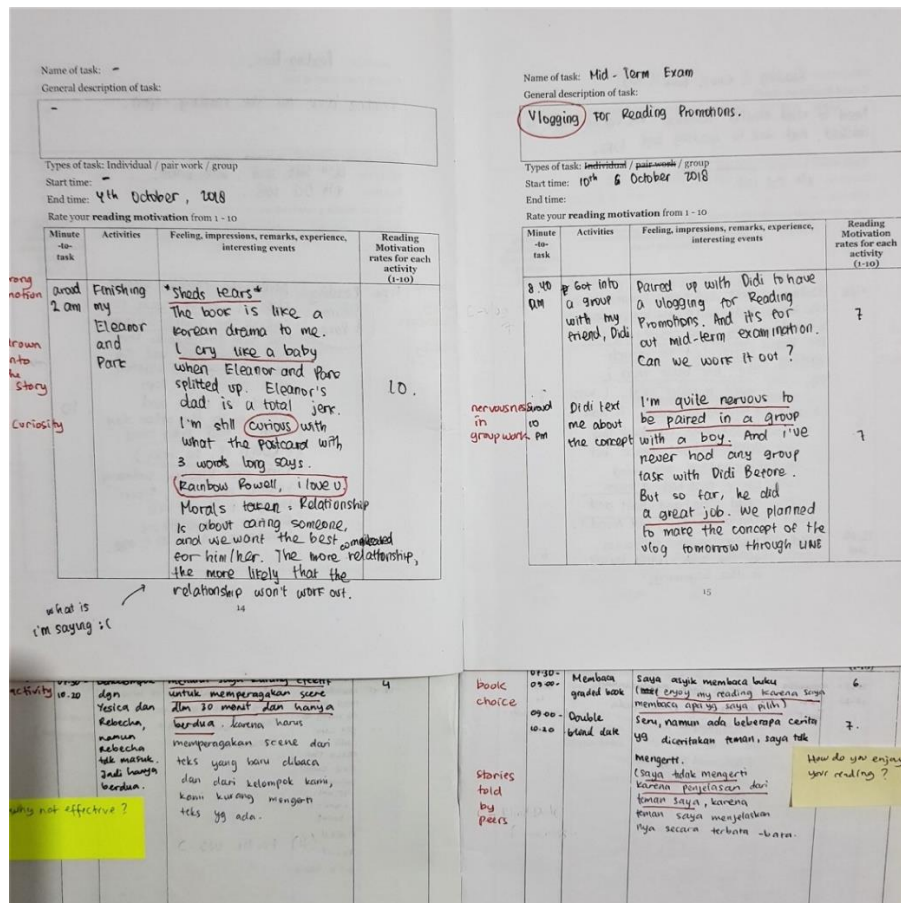 Name of task: -
General description of task:
-
Types of task: Individual / pair work / group
Start time: -
End time: 4th October, 2018
Rate your reading motivation from 1 - 10
Minute
-to-
task
Activities
Feeling, impressions, remarks, experience,
interesting events
Reading
Motivation
rates for each
activity
(1-10)
rong
notion
rown
nto
he
story
Curiosity
aroud
2 am
Finishing
my
Eleanor
and
Park
*Sheds tears*
The book is like a
korean drama to me.
I cry like a baby
when Eleanor and Park
splitted up. Eleanor's
dad is a total jerk.
I'm still curious with
what the postcard with
3 words long says.
Rainbow Rowell, i love u.
Morals taken : Relationship
is about caring someone,
and we want the best
for him/her. The more complicated relationship,
the more likely that the
relationship won't work out.
10.
14
what is
i'm saying :(
Name of task: Mid - Term Exam
General description of task:
Vlogging for Reading Promotions.
Types of task: Individual / pair work / group
Start time: 10th October 2018
End time:
Rate your reading motivation from 1 - 10
Minute
-to-
task
Activities
Feeling, impressions, remarks, experience,
interesting events
Reading
Motivation
rates for each
activity
(1-10)
8.40
am
Got into
a group
with my
friend, Didi
Paired up with Didi to have
a vlogging for Reading
Promotions. And it's for
out mid-term examination.
Can we work it out ?
7
nervousness
in
group work
aroud
10
pm
Didi text
me about
the concept
I'm quite nervous to
be paired in a group
with a boy. And i've
never had any group
task with Didi Before.
But so far, he did
a great job. We planned
to make the concept of the
vlog tomorrow through LINE
7
15
activity
10.20
dgn
Yesica dan
Rebecha,
namun
Rebecha
tdk masuk.
Jadi hanya
berdua.
untuk memperagakan scene
dlm 30 menit dan hanya
berdua. karena harus
memperagakan scene dari
teks yang baru dibaca
dan dari kelompok kami,
kami kurang mengerti
teks yg ada.
4
why not effective ?
book
choice
07.30-
09.00-
Membaca
graded book
Saya asyik membaca buku
( enjoy my reading karena saya
membaca apa yg saya pilih)
6.
09.00 -
10.20
Double
blind date
Seru, namun ada beberapa cerita
yg diceritakan teman, saya tdk
mengerti.
(saya tidak mengerti
karena penjelasan dari
teman saya, karena
teman saya menjelaskan
nya secara terbata-bata.
7.
stories
told
by
peers
How do you enjoy
your reading ?